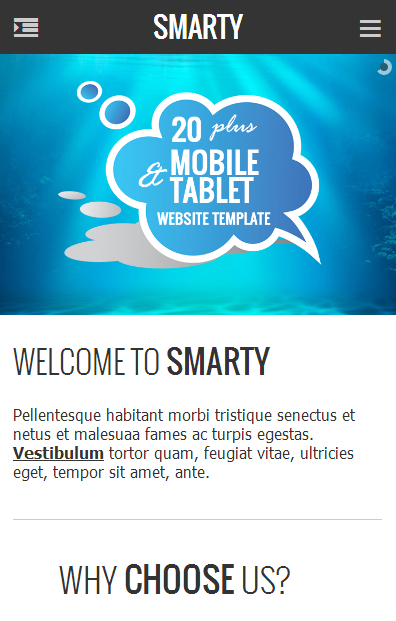 SMARTY
20 plus
& MOBILE
TABLET
WEBSITE TEMPLATE
WELCOME TO SMARTY
Pellentesque habitant morbi tristique senectus et
netus et malesuaa fames ac turpis egestas.
Vestibulum tortor quam, feugiat vitae, ultricies
eget, tempor sit amet, ante.
WHY CHOOSE US?